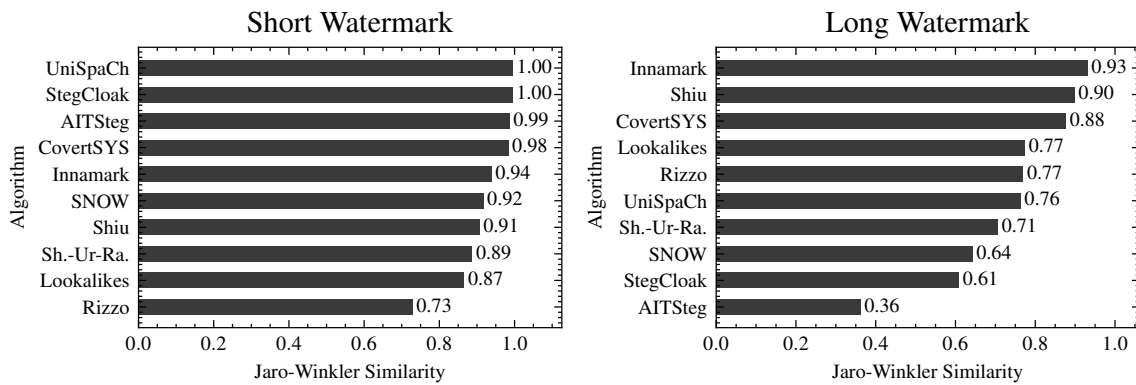 Short Watermark
Algorithm
UniSpaCh 1.00
StegCloak 1.00
AITSteg 0.99
CovertSYS 0.98
Innamark 0.94
SNOW 0.92
Shiu 0.91
Sh.-Ur-Ra. 0.89
Lookalikes 0.87
Rizzo 0.73
0.0 0.2 0.4 0.6 0.8 1.0
Jaro-Winkler Similarity
Long Watermark
Algorithm
Innamark 0.93
Shiu 0.90
CovertSYS 0.88
Lookalikes 0.77
Rizzo 0.77
UniSpaCh 0.76
Sh.-Ur-Ra. 0.71
SNOW 0.64
StegCloak 0.61
AITSteg 0.36
0.0 0.2 0.4 0.6 0.8 1.0
Jaro-Winkler Similarity